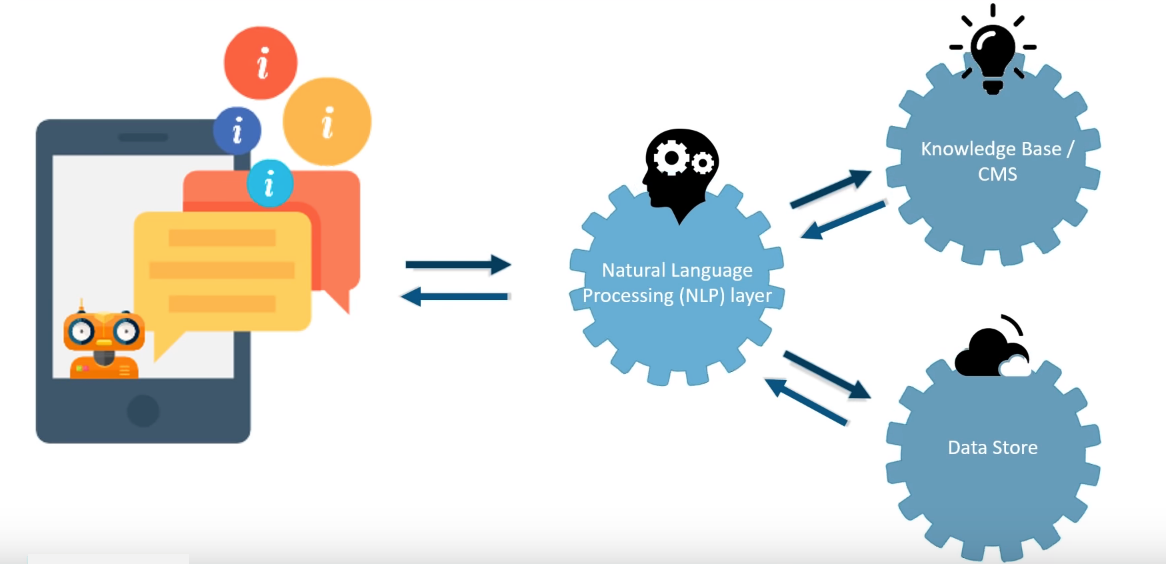 i
i
i
i
Natural Language
Processing (NLP) layer
Knowledge Base /
CMS
Data Store